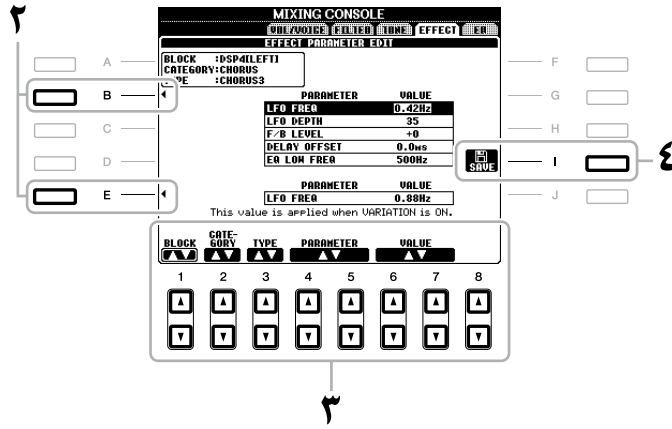 MIXING CONSOLE
VOL/VOICE FILTER TUNE EFFECT EQ
EFFECT PARAMETER EDIT
BLOCK :DSP4[LEFT]
CATEGORY:CHORUS
TYPE :CHORUS3
PARAMETER VALUE
LFO FREQ 0.42Hz
LFO DEPTH 35
F/B LEVEL +0
DELAY OFFSET 0.0ms
EQ LOW FREQ 500Hz
PARAMETER VALUE
LFO FREQ 0.88Hz
This value is applied when VARIATION is ON.
BLOCK CATE-GORY TYPE PARAMETER VALUE
SAVE
A
B
C
D
E
F
G
H
I
J
1 2 3 4 5 6 7 8
٢
٣
٤